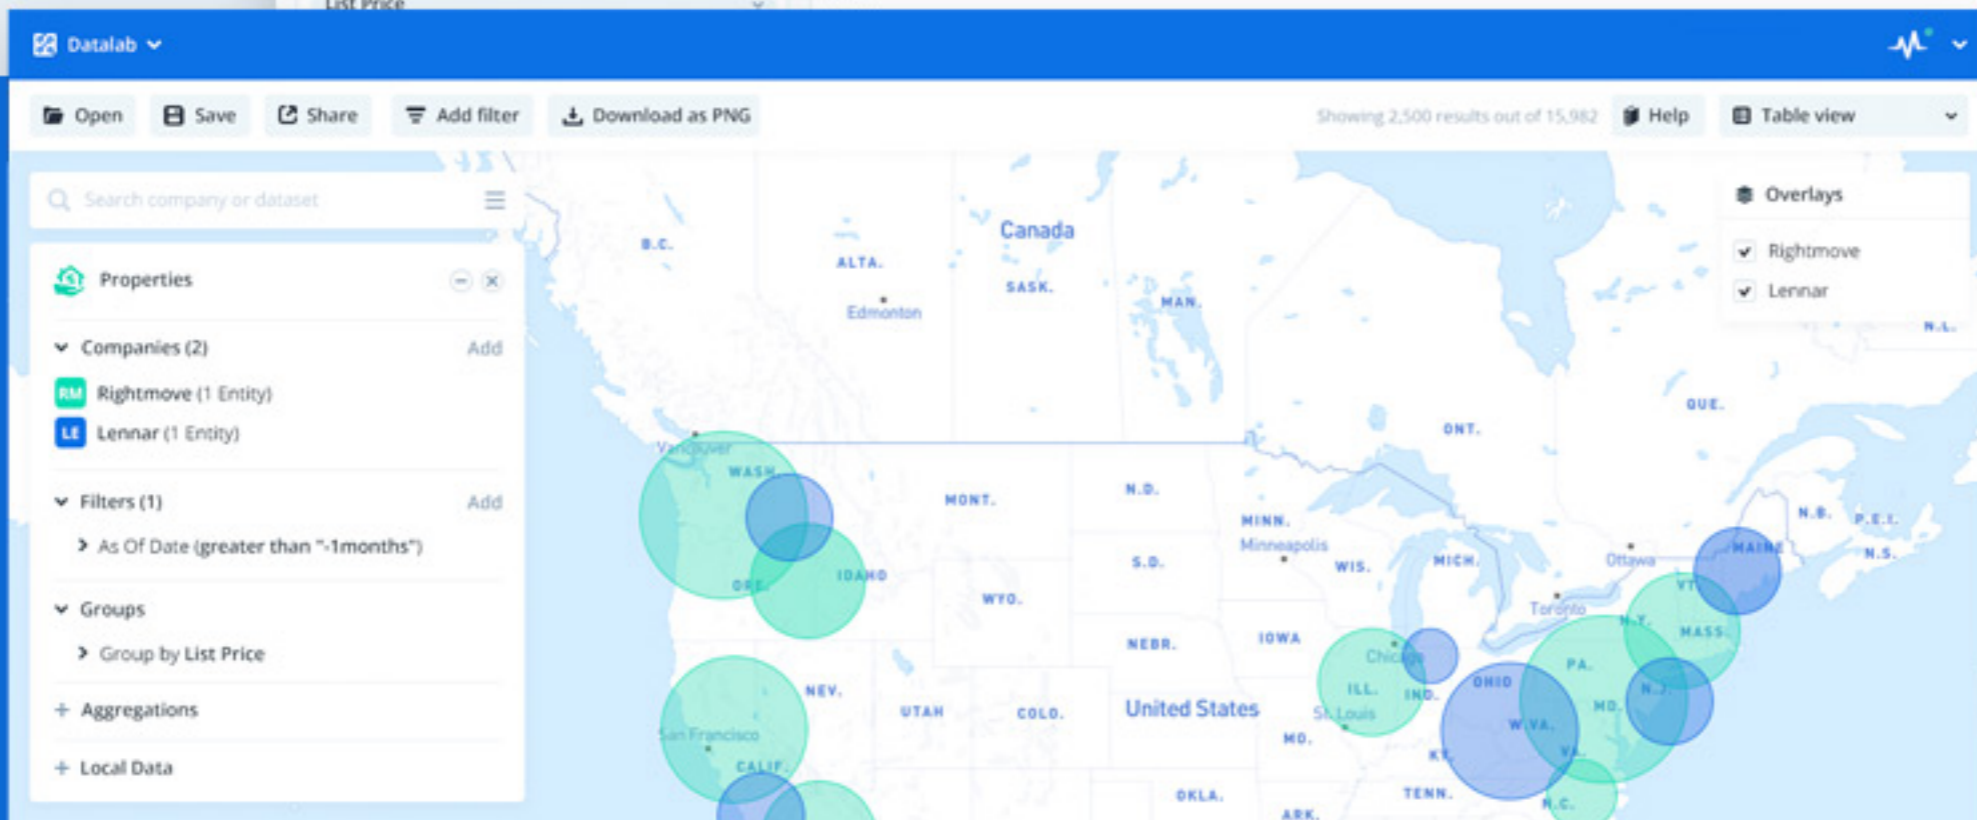 List Price
Datalab
Open Save Share Add filter Download as PNG Showing 2,500 results out of 15,982 Help Table view
Search company or dataset
Properties
Companies (2) Add
RM Rightmove (1 Entity)
LE Lennar (1 Entity)
Filters (1) Add
As Of Date (greater than "-1months")
Groups
Group by List Price
+ Aggregations
+ Local Data
Overlays
Rightmove
Lennar
Canada
B.C.
ALTA.
SASK.
MAN.
Edmonton
N.L.
QUE.
ONT.
Vancouver
WASH.
MONT.
N.D.
MINN.
Minneapolis
N.B.
P.E.I.
N.S.
MAINE
Ottawa
WIS.
MICH.
S.D.
ORE.
IDAHO
WYO.
VT.
Toronto
N.Y.
MASS.
NEBR.
IOWA
Chicago
PA.
ILL.
IND.
OHIO
N.J.
NEV.
UTAH
COLO.
United States
St. Louis
MD.
W.VA.
San Francisco
MO.
KY.
VA.
CALIF.
OKLA.
TENN.
N.C.
ARK.